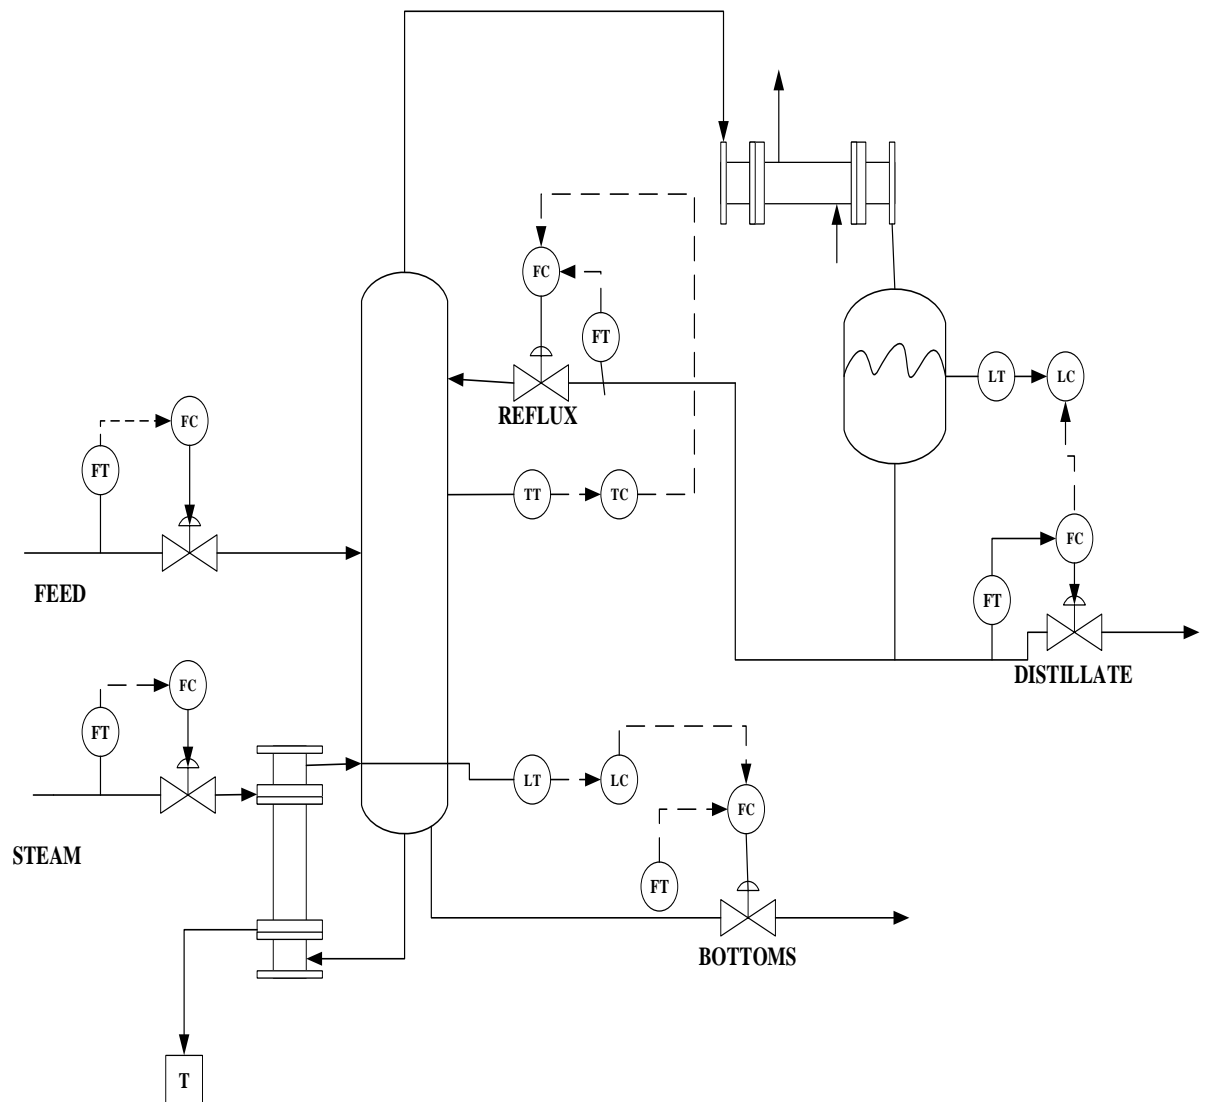 FC
FT
REFLUX
LT
LC
FC
FT
TT
TC
FC
FT
FEED
DISTILLATE
FC
FT
LT
LC
FC
STEAM
FT
BOTTOMS
T